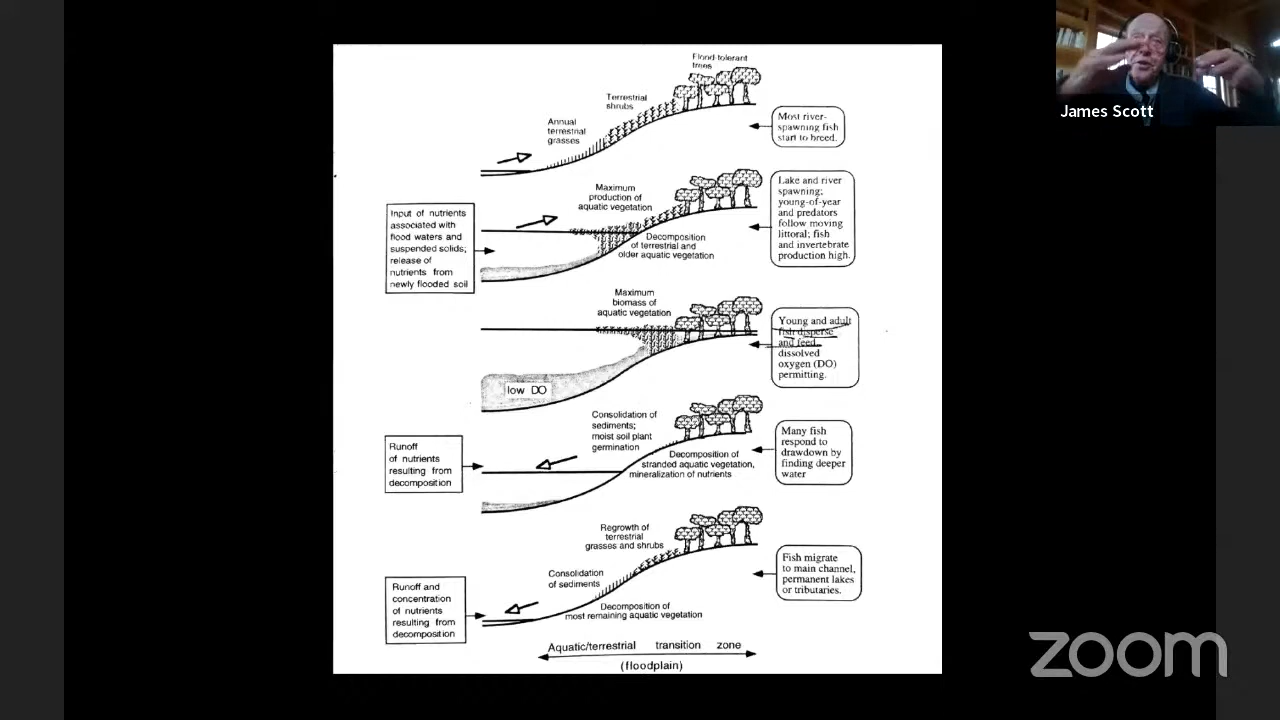 Flood-tolerant
trees
Terrestrial
shrubs
Annual
terrestrial
grasses
Most river-
spawning fish
start to breed.
James Scott
Input of nutrients
associated with
flood waters and
suspended solids;
release of
nutrients from
newly flooded soil
Maximum
production of
aquatic vegetation
Decomposition
of terrestrial and
older aquatic vegetation
Lake and river
spawning;
young-of-year
and predators
follow moving
littoral; fish
and invertebrate
production high.
Maximum
biomass of
aquatic vegetation
low DO
Young and adult
fish disperse
and feed,
dissolved
oxygen (DO)
permitting.
Runoff
of nutrients
resulting from
decomposition
Consolidation of
sediments;
moist soil plant
germination
Decomposition of
stranded aquatic vegetation,
mineralization of nutrients
Many fish
respond to
drawdown by
finding deeper
water
Runoff and
concentration
of nutrients
resulting from
decomposition
Regrowth of
terrestrial
grasses and shrubs
Consolidation
of sediments
Decomposition of
most remaining aquatic vegetation
Fish migrate
to main channel,
permanent lakes
or tributaries.
Aquatic/terrestrial transition zone
(floodplain)
zoom